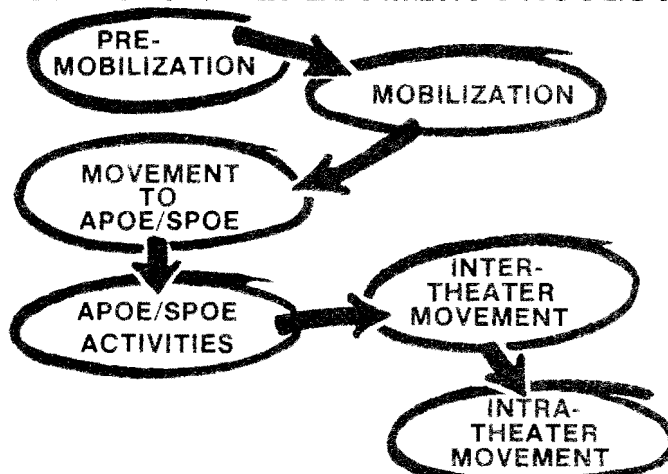 PRE-
MOBILIZATION
MOBILIZATION
MOVEMENT
TO
APOE/SPOE
APOE/SPOE
ACTIVITIES
INTER-
THEATER
MOVEMENT
INTRA-
THEATER
MOVEMENT